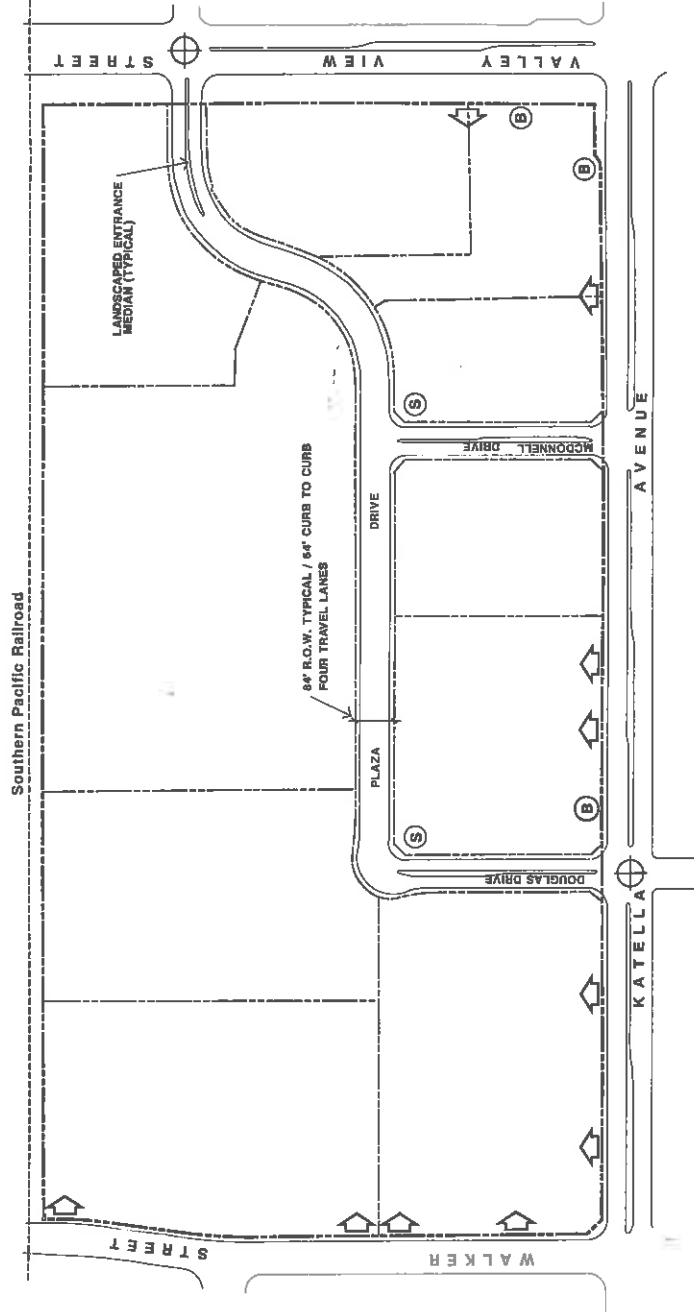 Southern Pacific Railroad
STREET
VIEW
VALLEY
LANDSCAPED ENTRANCE
MEDIAN (TYPICAL)
B
B
S
MCDONNELL DRIVE
AVENUE
84' R.O.W. TYPICAL / 64' CURB TO CURB
FOUR TRAVEL LANES
PLAZA
DRIVE
S
B
DOUGLAS DRIVE
KATELLA
STREET
WALKER